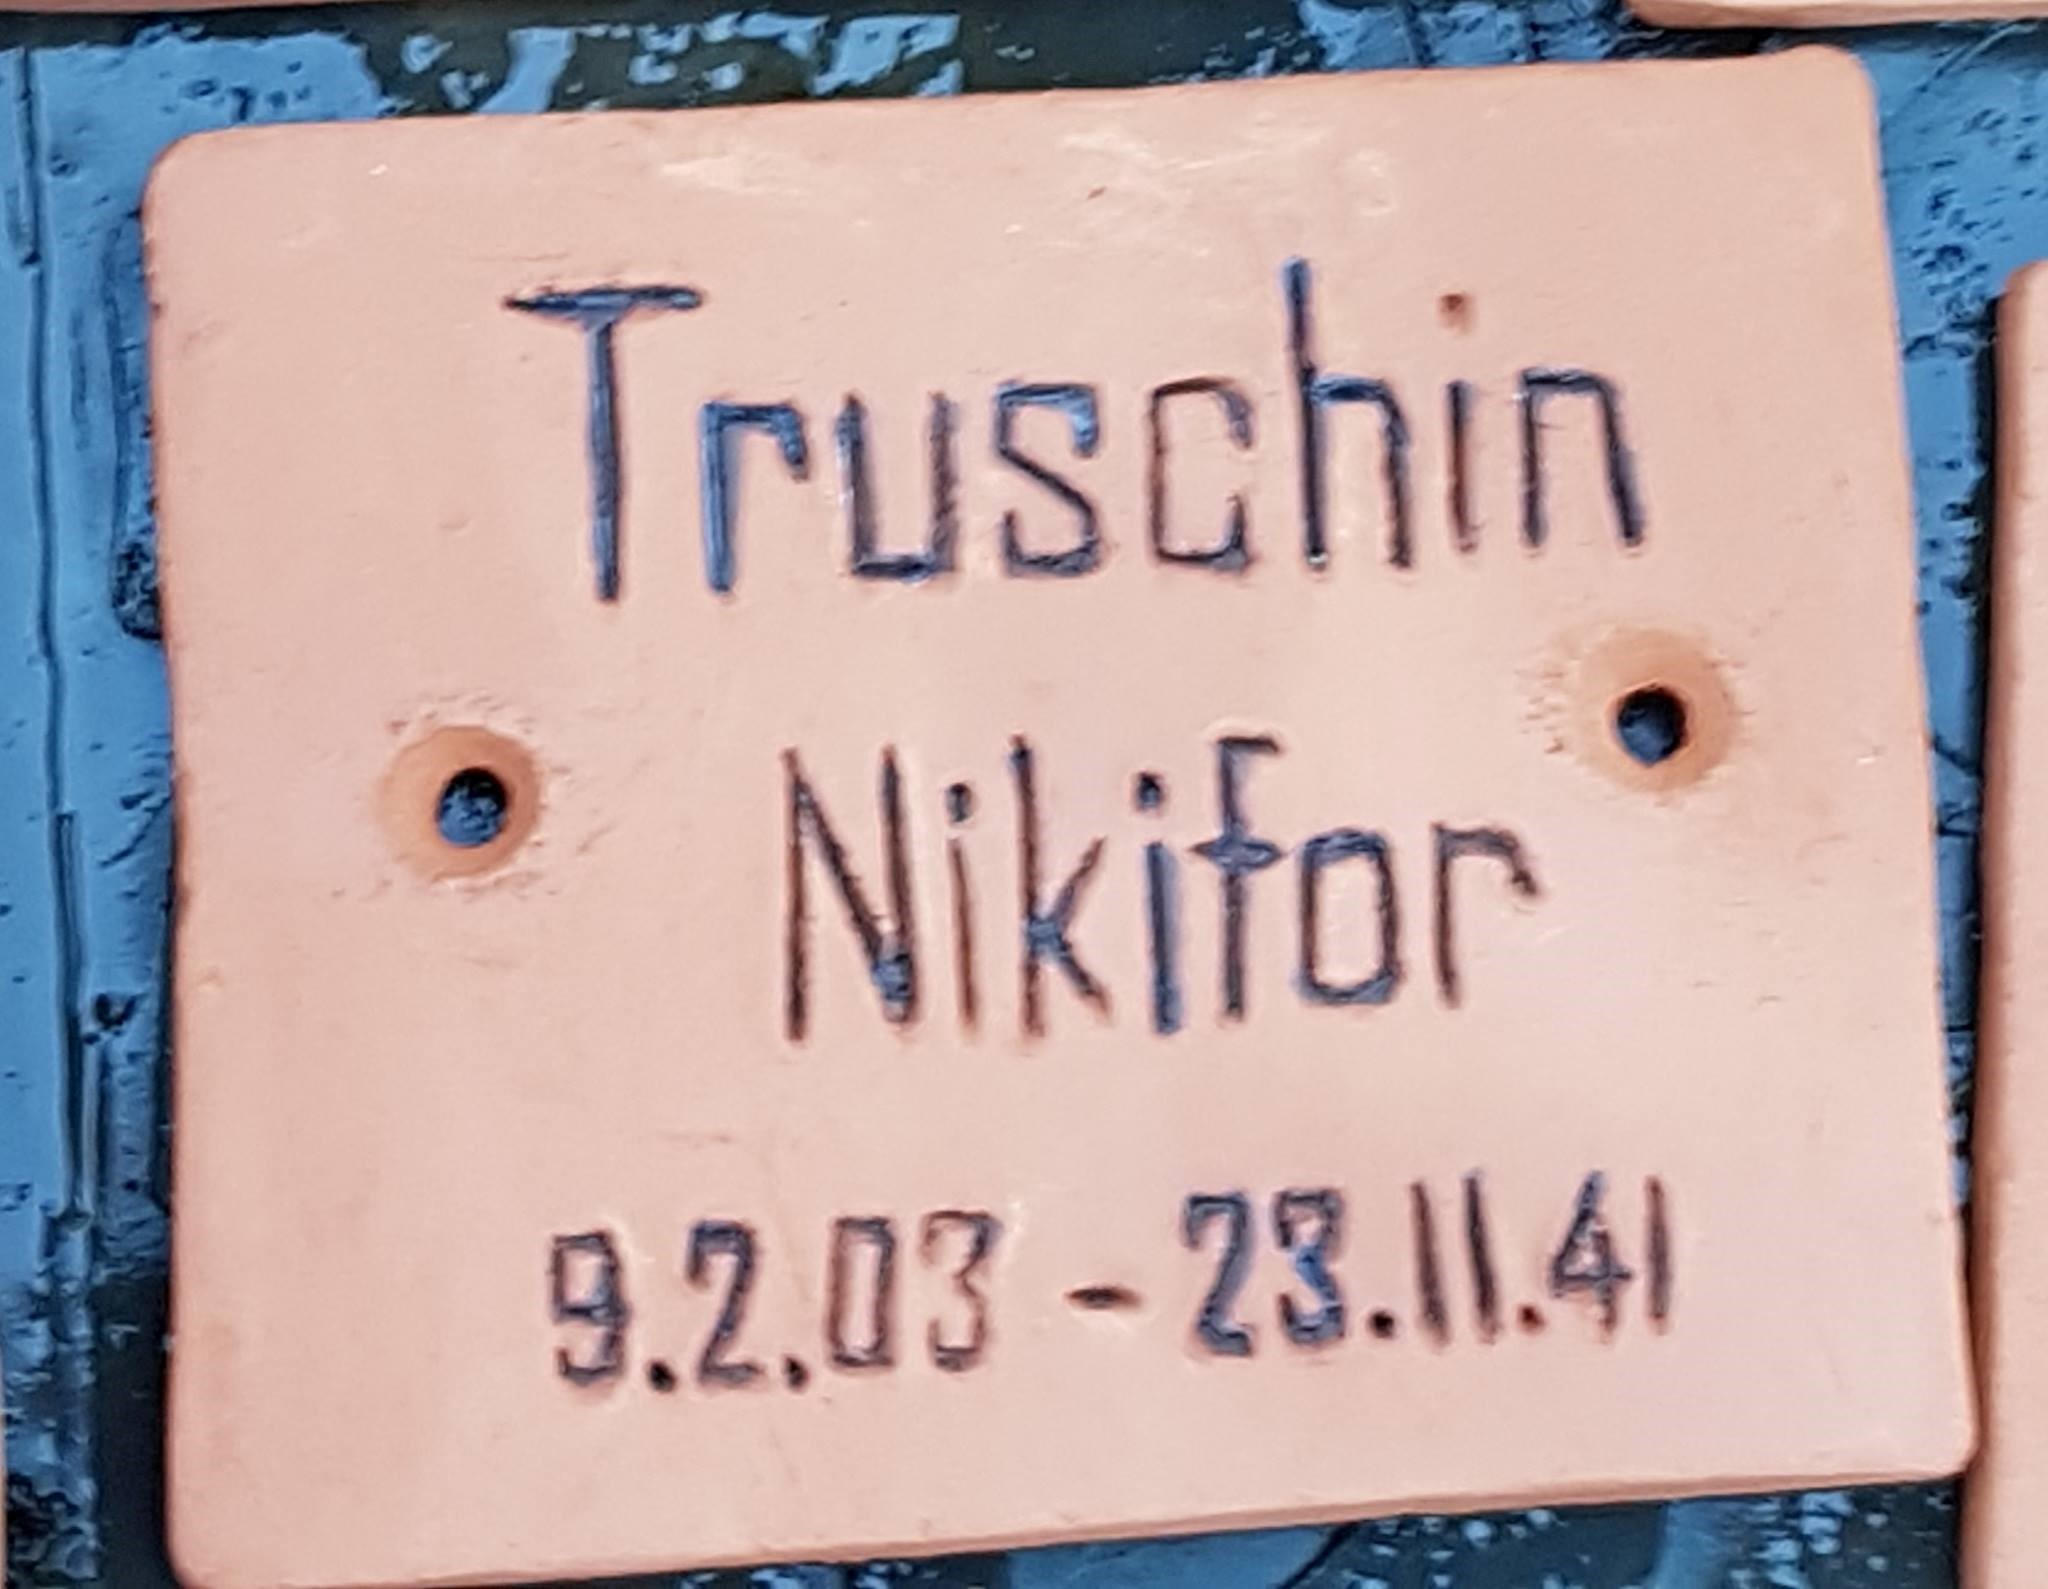 Truschin
Nikifor
9.2.03 - 23.11.41